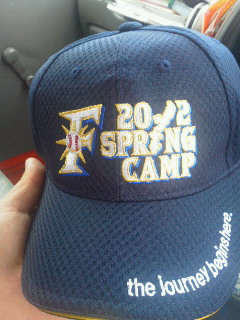 F
2012
SPRING
CAMP
the journey begins here.